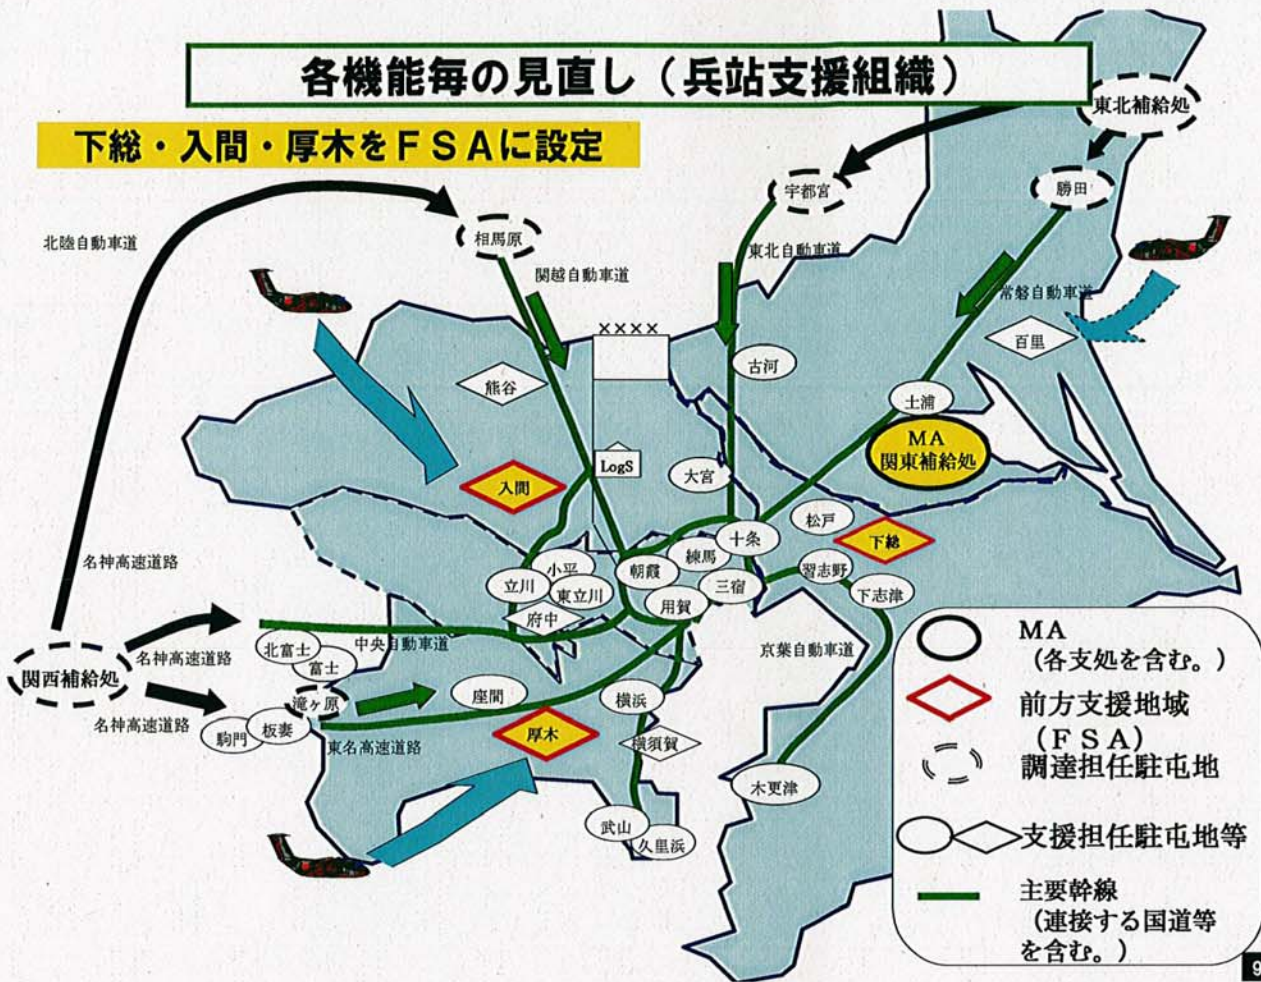 各機能毎の見直し（兵站支援組織）
下総・入間・厚木をＦＳＡに設定
東北補給処
宇都宮
勝田
北陸自動車道
相馬原
関越自動車道
東北自動車道
常磐自動車道
××××
百里
熊谷
古河
土浦
MA
関東補給処
LogS
大宮
入間
松戸
下総
十条
練馬
朝霞
小平
立川
東立川
三宿
習志野
下志津
用賀
府中
名神高速道路
中央自動車道
北富士
富士
名神高速道路
関西補給処
京葉自動車道
滝ヶ原
座間
横浜
名神高速道路
駒門
板妻
東名高速道路
厚木
横須賀
木更津
武山
久里浜
MA
（各支処を含む。）
前方支援地域
（ＦＳＡ）
調達担任駐屯地
支援担任駐屯地等
主要幹線
（連接する国道等
を含む。）
9